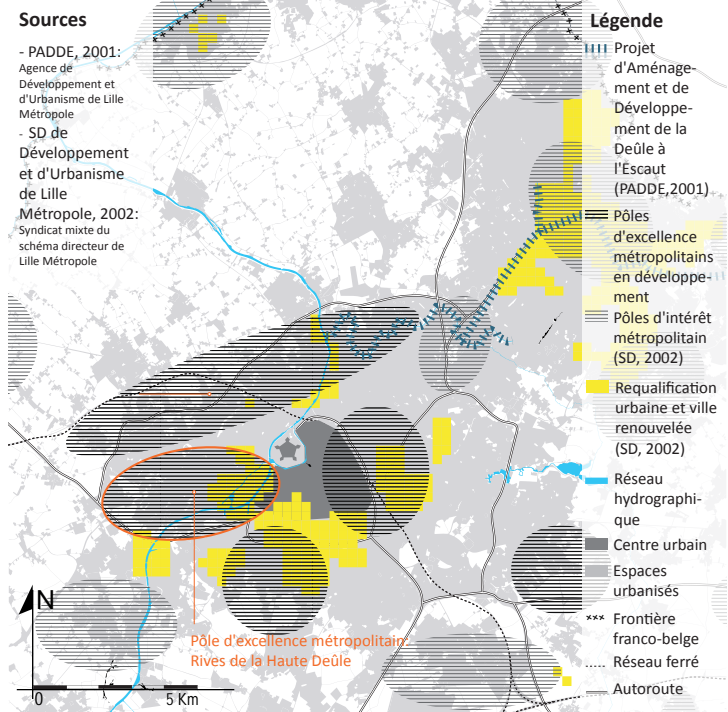 Sources
- PADDE, 2001:
Agence de
Développement et
d'Urbanisme de Lille
Métropole
- SD de
Développement
et d'Urbanisme
de Lille
Métropole, 2002:
Syndicat mixte du
schéma directeur de
Lille Métropole
Légende
Projet
d'Aménage-
ment et de
Développe-
ment de la
Deûle à
l'Escaut
(PADDE,2001)
Pôles
d'excellence
métropolitains
en développe-
ment
Pôles d'intérêt
métropolitain
(SD, 2002)
Requalification
urbaine et ville
renouvelée
(SD, 2002)
Réseau
hydrographi-
que
Centre urbain
Espaces
urbanisés
Frontière
franco-belge
Réseau ferré
Autoroute
Pôle d'excellence métropolitain:
Rives de la Haute Deûle
N
0 5 Km